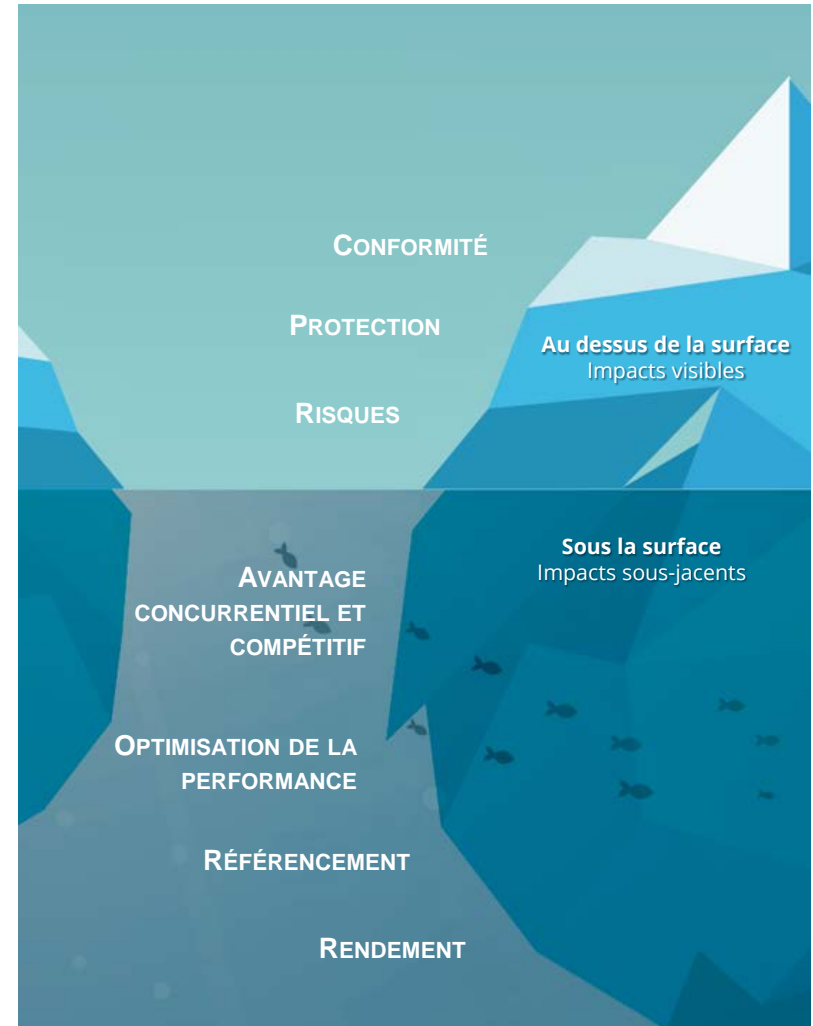 CONFORMITÉ
PROTECTION
Au dessus de la surface
Impacts visibles
RISQUES
Sous la surface
Impacts sous-jacents
AVANTAGE
CONCURRENTIEL ET
COMPÉTITIF
OPTIMISATION DE LA
PERFORMANCE
RÉFÉRENCEMENT
RENDEMENT